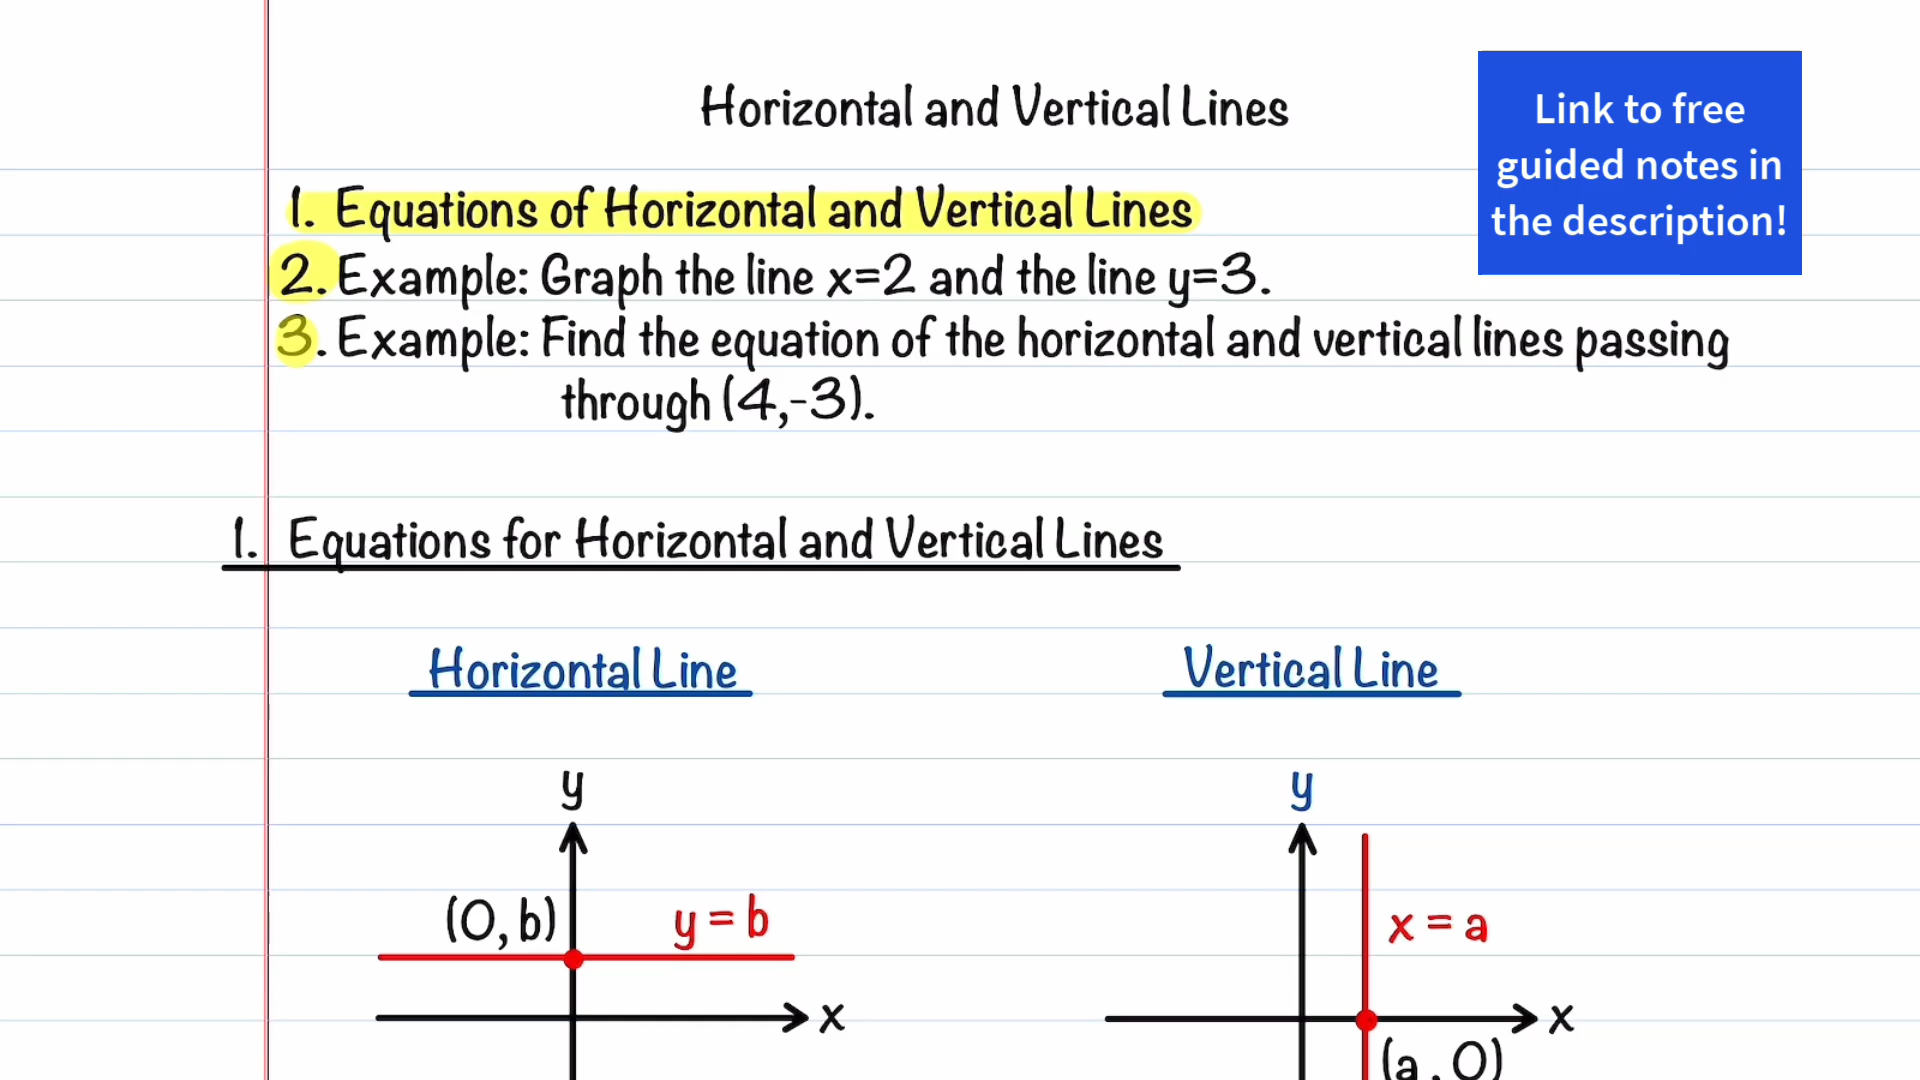 Horizontal and Vertical Lines
Link to free
guided notes in
the description!
1. Equations of Horizontal and Vertical Lines
2. Example: Graph the line x=2 and the line y=3.
3. Example: Find the equation of the horizontal and vertical lines passing
through (4,-3).
1. Equations for Horizontal and Vertical Lines
Horizontal Line
Vertical Line
y
y
(0, b)
y = b
x = a
x
x
(a, 0)